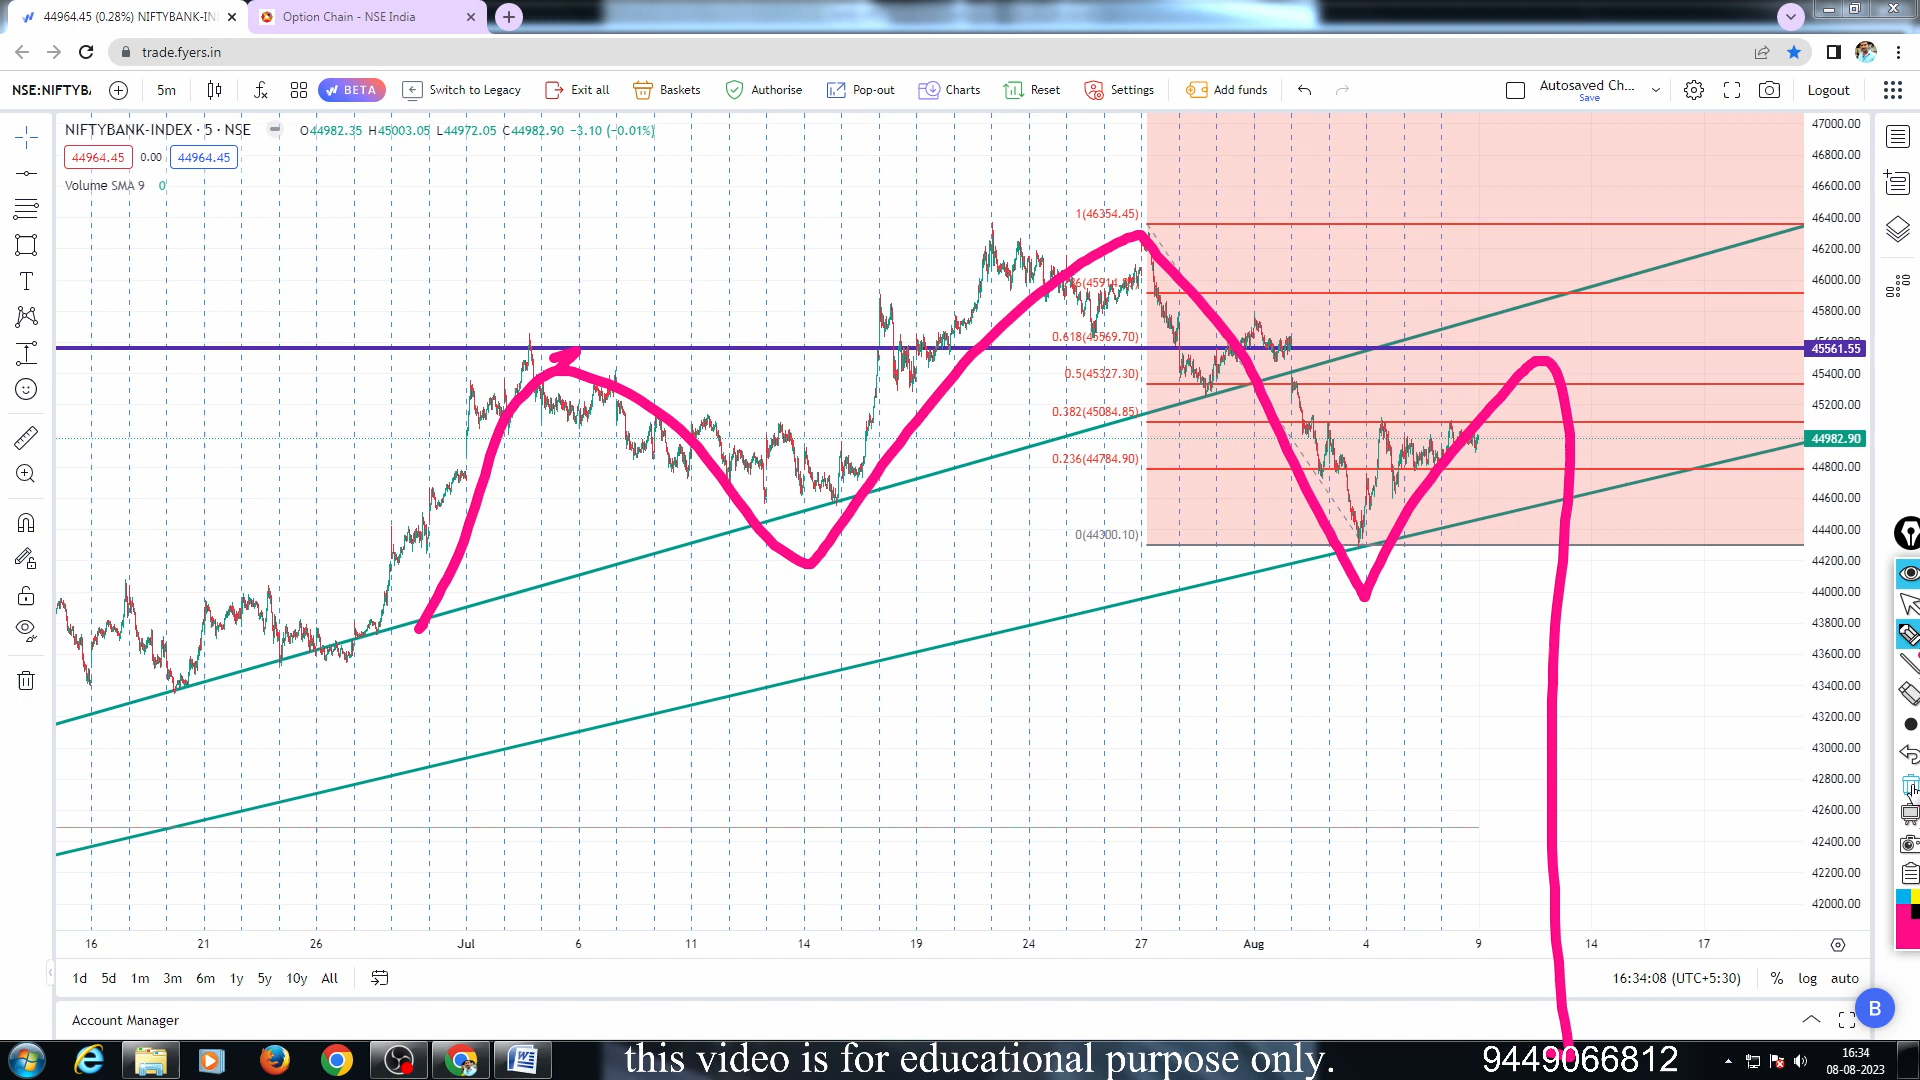 44964.45 (0.28%) NIFTYBANK-IN
Option Chain - NSE India
trade.fyers.in
NSE:NIFTYB
5m
BETA
Switch to Legacy
Exit all
Baskets
Authorise
Pop-out
Charts
Reset
Settings
Add funds
Autosaved Ch...
Save
Logout
NIFTYBANK-INDEX · 5 · NSE
O44982.35 H45003.05 L44972.05 C44982.90 −3.10 (−0.01%)
44964.45 0.00 44964.45
Volume SMA 9 0
1(46354.45)
0.618(45569.70)
0.5(45327.30)
0.382(45084.85)
0.236(44784.90)
0(44300.10)
47000.00
46800.00
46600.00
46400.00
46200.00
46000.00
45800.00
45561.55
45400.00
45200.00
44982.90
44800.00
44600.00
44400.00
44200.00
44000.00
43800.00
43600.00
43400.00
43200.00
43000.00
42800.00
42600.00
42400.00
42200.00
42000.00
16 21 26 Jul 6 11 14 19 24 27 Aug 4 9 14 17
1d 5d 1m 3m 6m 1y 5y 10y All
16:34:08 (UTC+5:30) % log auto
Account Manager
B
this video is for educational purpose only.
9449066812
16:34
08-08-2023